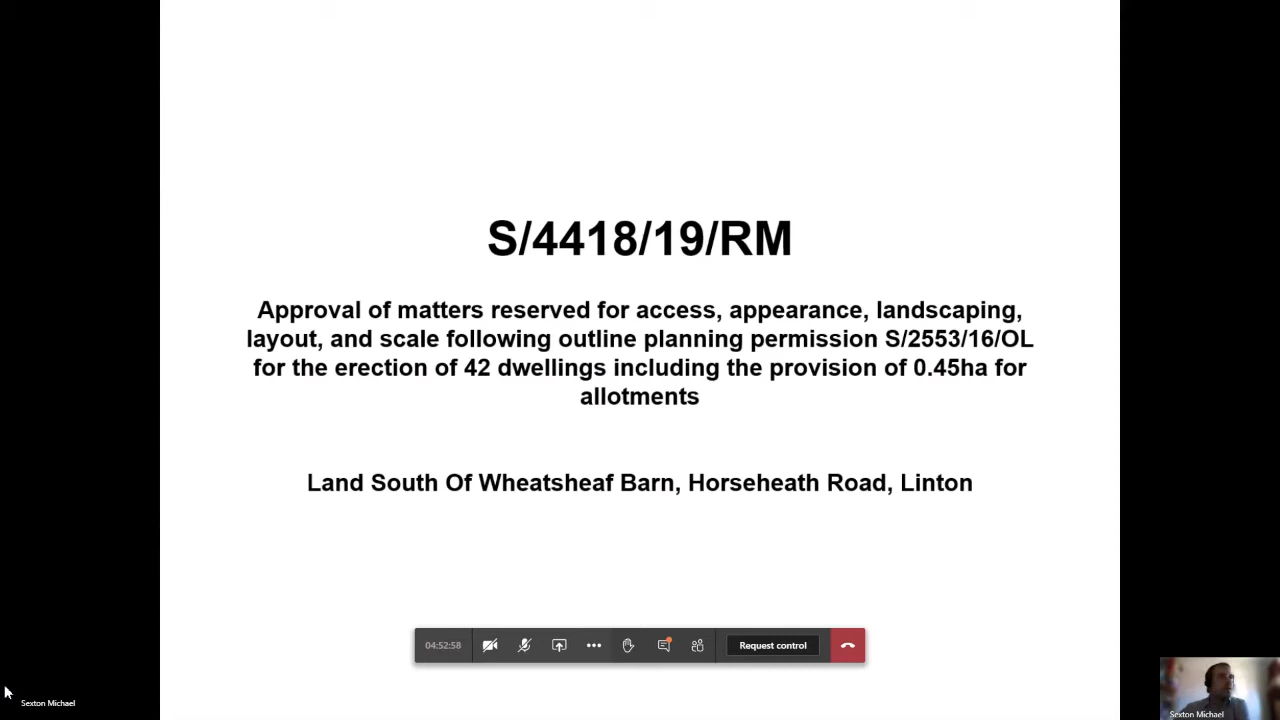 S/4418/19/RM
Approval of matters reserved for access, appearance, landscaping,
layout, and scale following outline planning permission S/2553/16/OL
for the erection of 42 dwellings including the provision of 0.45ha for
allotments
Land South Of Wheatsheaf Barn, Horseheath Road, Linton
04:52:58
Request control
Sexton Michael
Sexton Michael